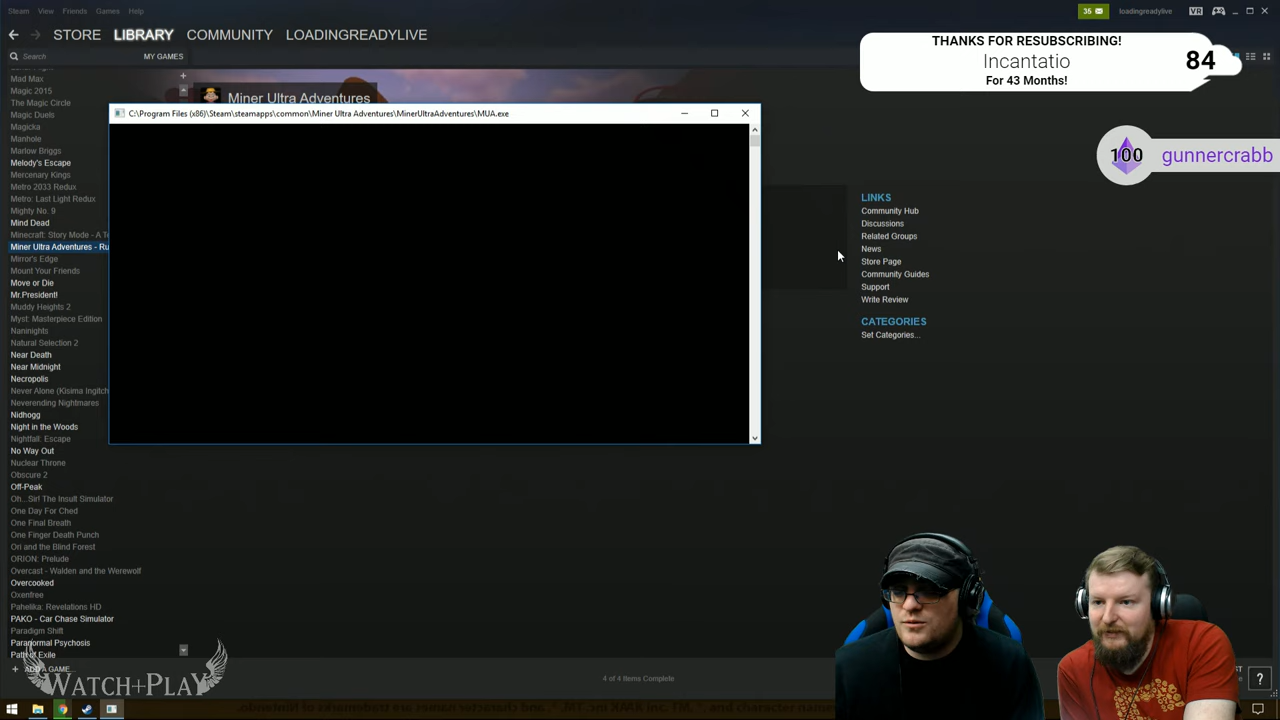 Steam View Friends Games Help
35
loadingreadylive
VR
STORE LIBRARY COMMUNITY LOADINGREADYLIVE
Search
MY GAMES
THANKS FOR RESUBSCRIBING!
Incantatio
For 43 Months!
84
100 gunnercrabb
Mad Max
Magic 2015
The Magic Circle
Magic Duels
Magicka
Manhole
Marlow Briggs
Melody's Escape
Mercenary Kings
Metro 2033 Redux
Metro: Last Light Redux
Mighty No. 9
Mind Dead
Minecraft: Story Mode - A T
Miner Ultra Adventures - Ru
Mirror's Edge
Mount Your Friends
Move or Die
Mr.President!
Muddy Heights 2
Myst: Masterpiece Edition
Naninights
Natural Selection 2
Near Death
Near Midnight
Necropolis
Never Alone (Kisima Ingitch
Neverending Nightmares
Nidhogg
Night in the Woods
Nightfall: Escape
No Way Out
Nuclear Throne
Obscure 2
Off-Peak
Oh...Sir! The Insult Simulator
One Day For Ched
One Final Breath
One Finger Death Punch
Ori and the Blind Forest
ORION: Prelude
Overcast - Walden and the Werewolf
Overcooked
Oxenfree
Pahelika: Revelations HD
PAKO - Car Chase Simulator
Paradigm Shift
Paranormal Psychosis
Path of Exile
Miner Ultra Adventures
C:\Program Files (x86)\Steam\steamapps\common\Miner Ultra Adventures\MinerUltraAdventures\MUA.exe
LINKS
Community Hub
Discussions
Related Groups
News
Store Page
Community Guides
Support
Write Review
CATEGORIES
Set Categories...
+ ADD A GAME...
WATCH+PLAY
4 of 4 Items Complete
?